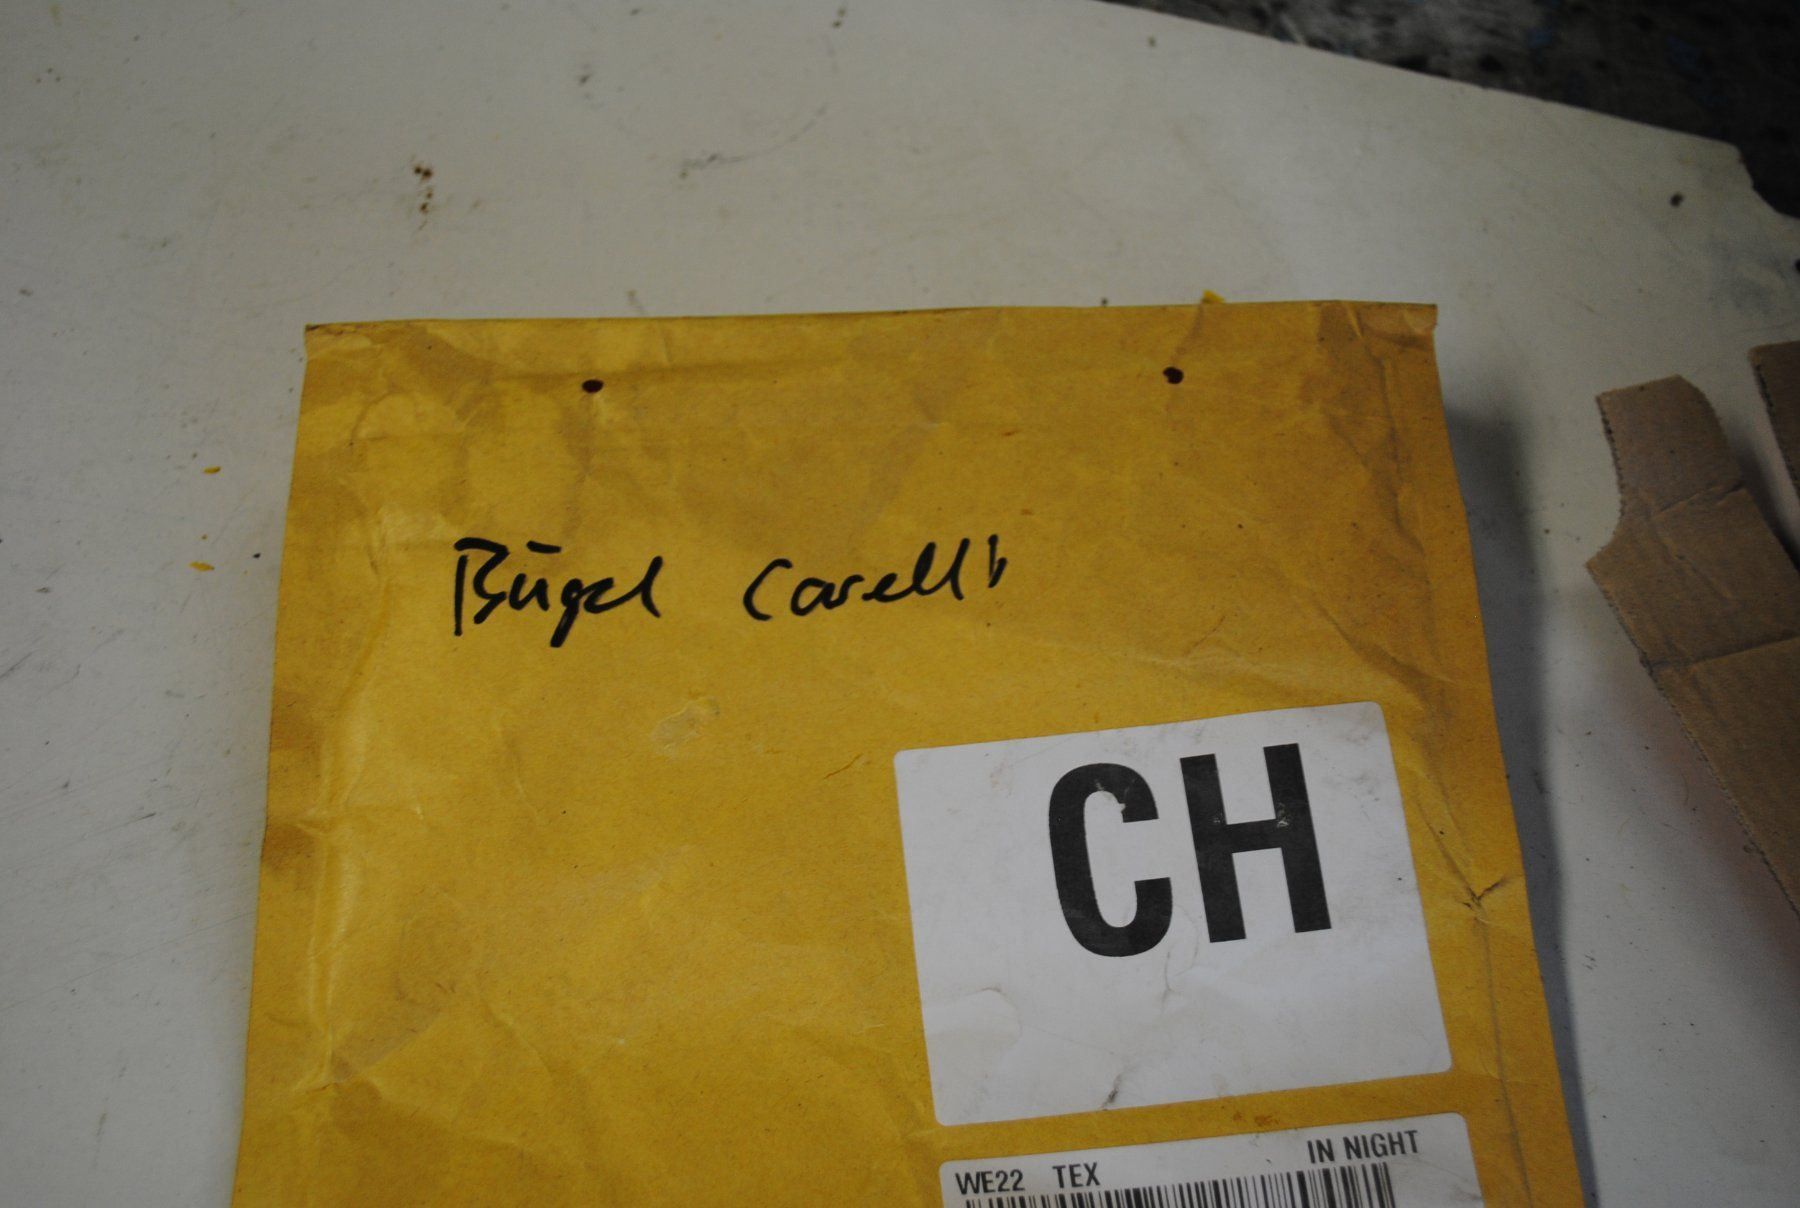 Bügel Carelli
CH
IN NIGHT
WE22 TEX